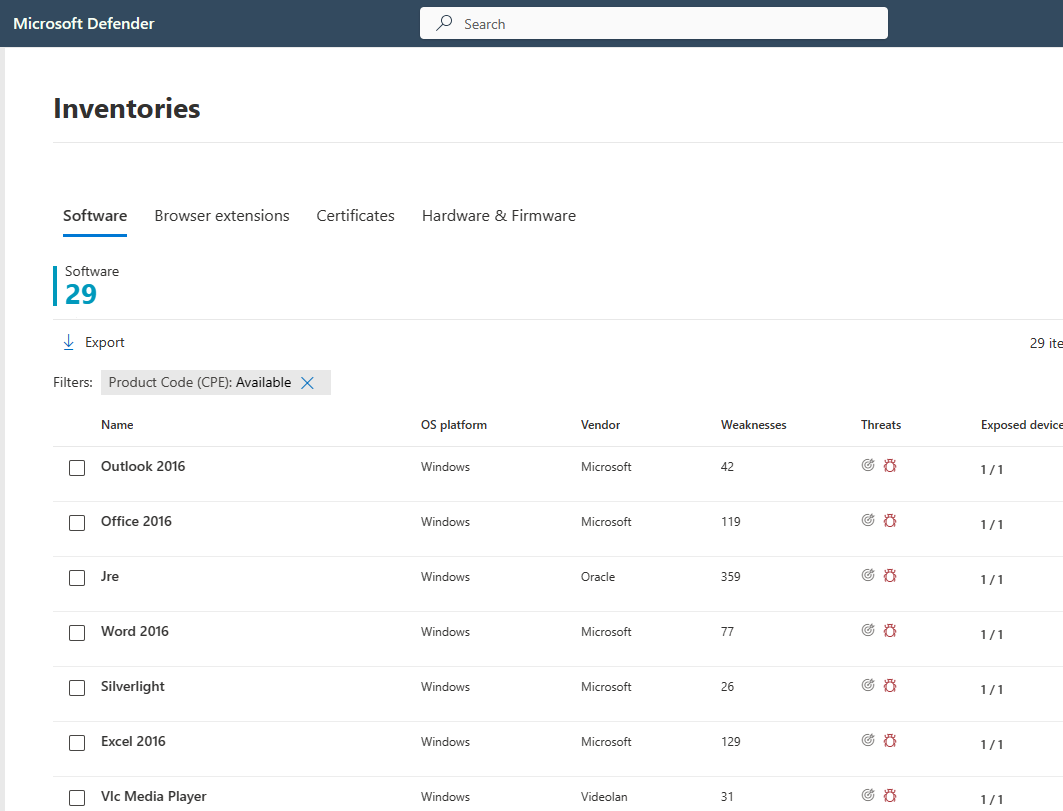 Microsoft Defender
Search
Inventories
Software Browser extensions Certificates Hardware & Firmware
Software
29
Export 29 ite
Filters: Product Code (CPE): Available
Name OS platform Vendor Weaknesses Threats Exposed device
Outlook 2016 Windows Microsoft 42 1 / 1
Office 2016 Windows Microsoft 119 1 / 1
Jre Windows Oracle 359 1 / 1
Word 2016 Windows Microsoft 77 1 / 1
Silverlight Windows Microsoft 26 1 / 1
Excel 2016 Windows Microsoft 129 1 / 1
Vlc Media Player Windows Videolan 31 1 / 1